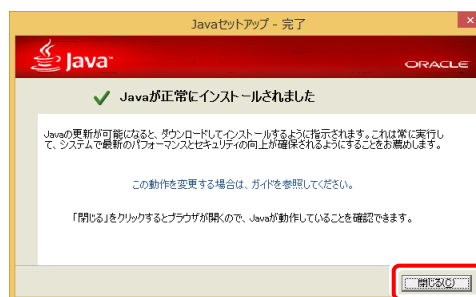 Javaセットアップ - 完了
Java
ORACLE
Javaが正常にインストールされました
Javaの更新が可能になると、ダウンロードしてインストールするように指示されます。これは常に実行し
て、システムで最新のパフォーマンスとセキュリティの向上が確保されるようにすることをお薦めします。
この動作を変更する場合は、ガイドを参照してください。
「閉じる」をクリックするとブラウザが開くので、Javaが動作していることを確認できます。
閉じる(C)